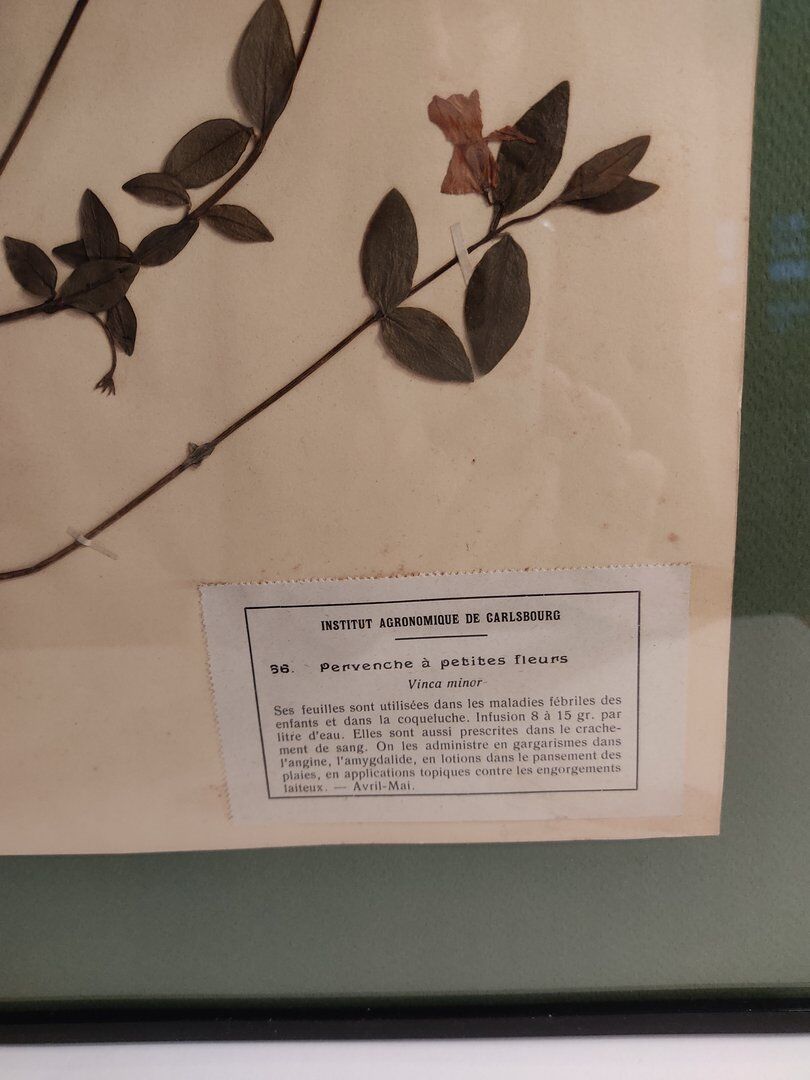 INSTITUT AGRONOMIQUE DE CARLSBOURG
36. Pervenche à petites fleurs
Vinca minor
Ses feuilles sont utilisées dans les maladies fébriles des
enfants et dans la coqueluche. Infusion 8 à 15 gr. par
litre d'eau. Elles sont aussi prescrites dans le crache-
ment de sang. On les administre en gargarismes dans
l'angine, l'amygdalide, en lotions dans le pansement des
plaies, en applications topiques contre les engorgements
laiteux. — Avril-Mai.